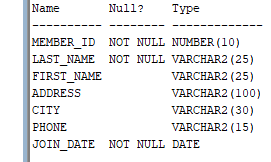 Name Null? Type
---------- -------- -------------
MEMBER_ID NOT NULL NUMBER(10)
LAST_NAME NOT NULL VARCHAR2(25)
FIRST_NAME VARCHAR2(25)
ADDRESS VARCHAR2(100)
CITY VARCHAR2(30)
PHONE VARCHAR2(15)
JOIN_DATE NOT NULL DATE